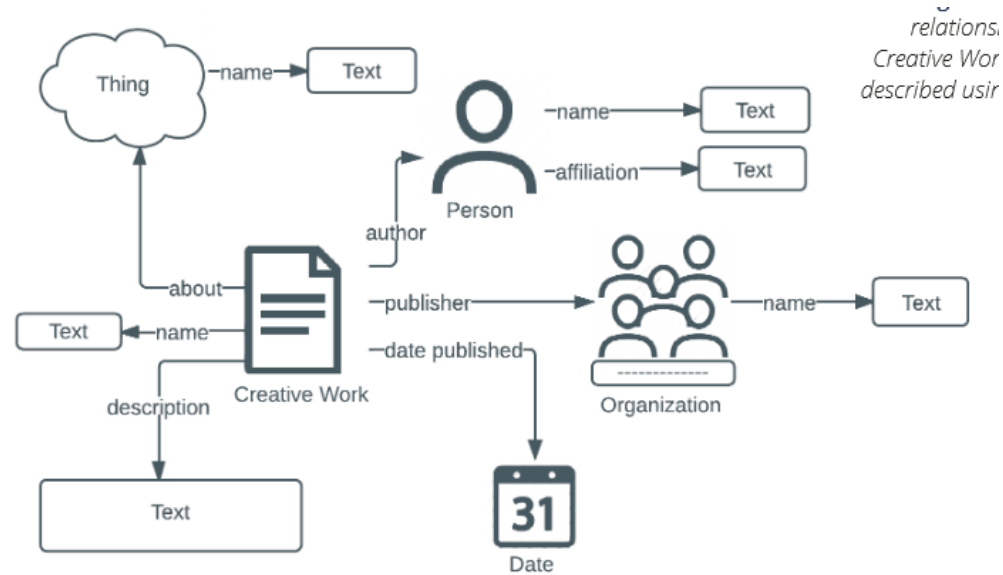 relations
Creative Wor
described usin
Thing
name
Text
name
Text
affiliation
Text
Person
author
about
publisher
name
Text
Text
name
date published
Creative Work
Organization
description
Text
31
Date